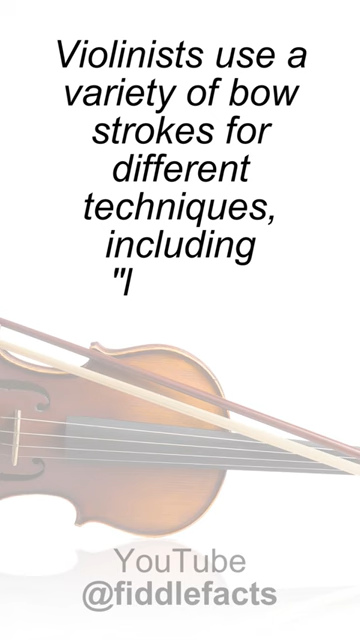 Violinists use a
variety of bow
strokes for
different
techniques,
including
"l
YouTube
@fiddlefacts